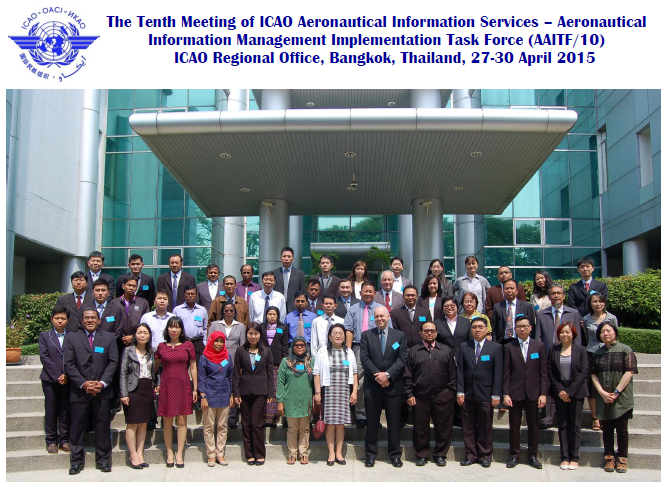 ICAO · OACI · ИКАО
The Tenth Meeting of ICAO Aeronautical Information Services – Aeronautical
Information Management Implementation Task Force (AAITF/10)
ICAO Regional Office, Bangkok, Thailand, 27-30 April 2015
国际民航组织 · إيكاو